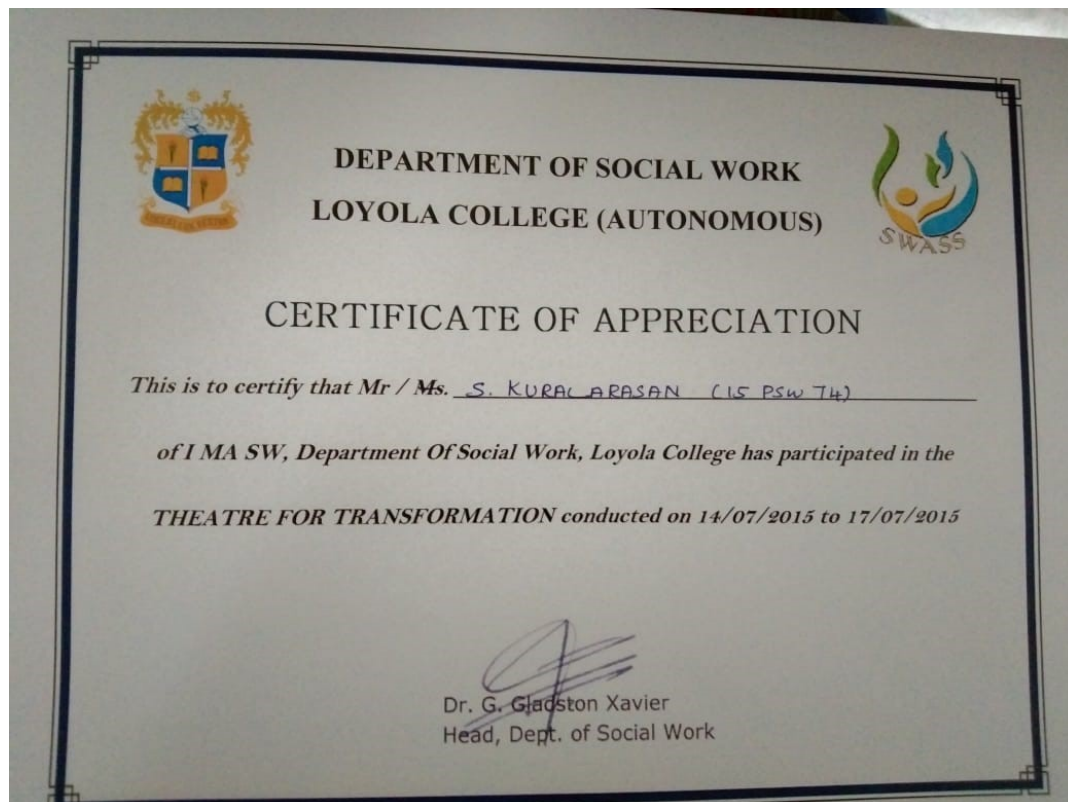 DEPARTMENT OF SOCIAL WORK
LOYOLA COLLEGE (AUTONOMOUS)
SWASS
CERTIFICATE OF APPRECIATION
This is to certify that Mr / Ms. S. KURALARASAN (15 PSW 74)
of I MA SW, Department Of Social Work, Loyola College has participated in the
THEATRE FOR TRANSFORMATION conducted on 14/07/2015 to 17/07/2015
Dr. G. Gladston Xavier
Head, Dept. of Social Work